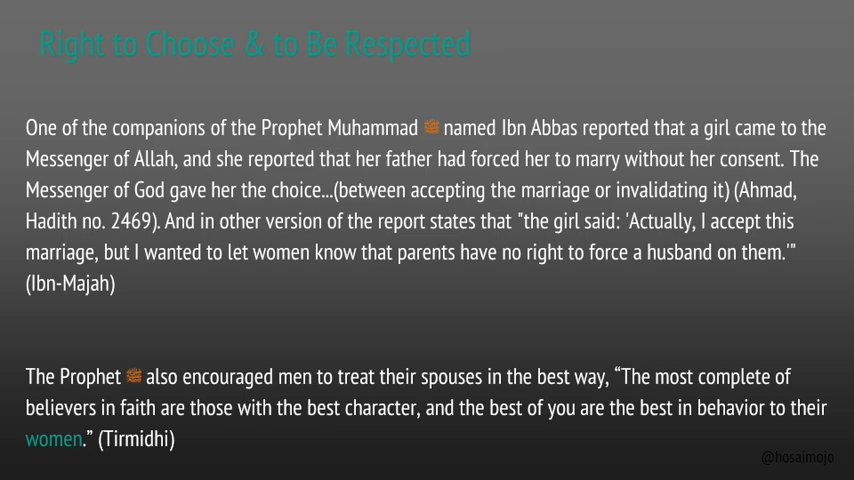 Right to Choose & to Be Respected
One of the companions of the Prophet Muhammad ﷺ named Ibn Abbas reported that a girl came to the
Messenger of Allah, and she reported that her father had forced her to marry without her consent. The
Messenger of God gave her the choice...(between accepting the marriage or invalidating it) (Ahmad,
Hadith no. 2469). And in other version of the report states that "the girl said: 'Actually, I accept this
marriage, but I wanted to let women know that parents have no right to force a husband on them.'"
(Ibn-Majah)
The Prophet ﷺ also encouraged men to treat their spouses in the best way, “The most complete of
believers in faith are those with the best character, and the best of you are the best in behavior to their
women.” (Tirmidhi)
@hosaimojo